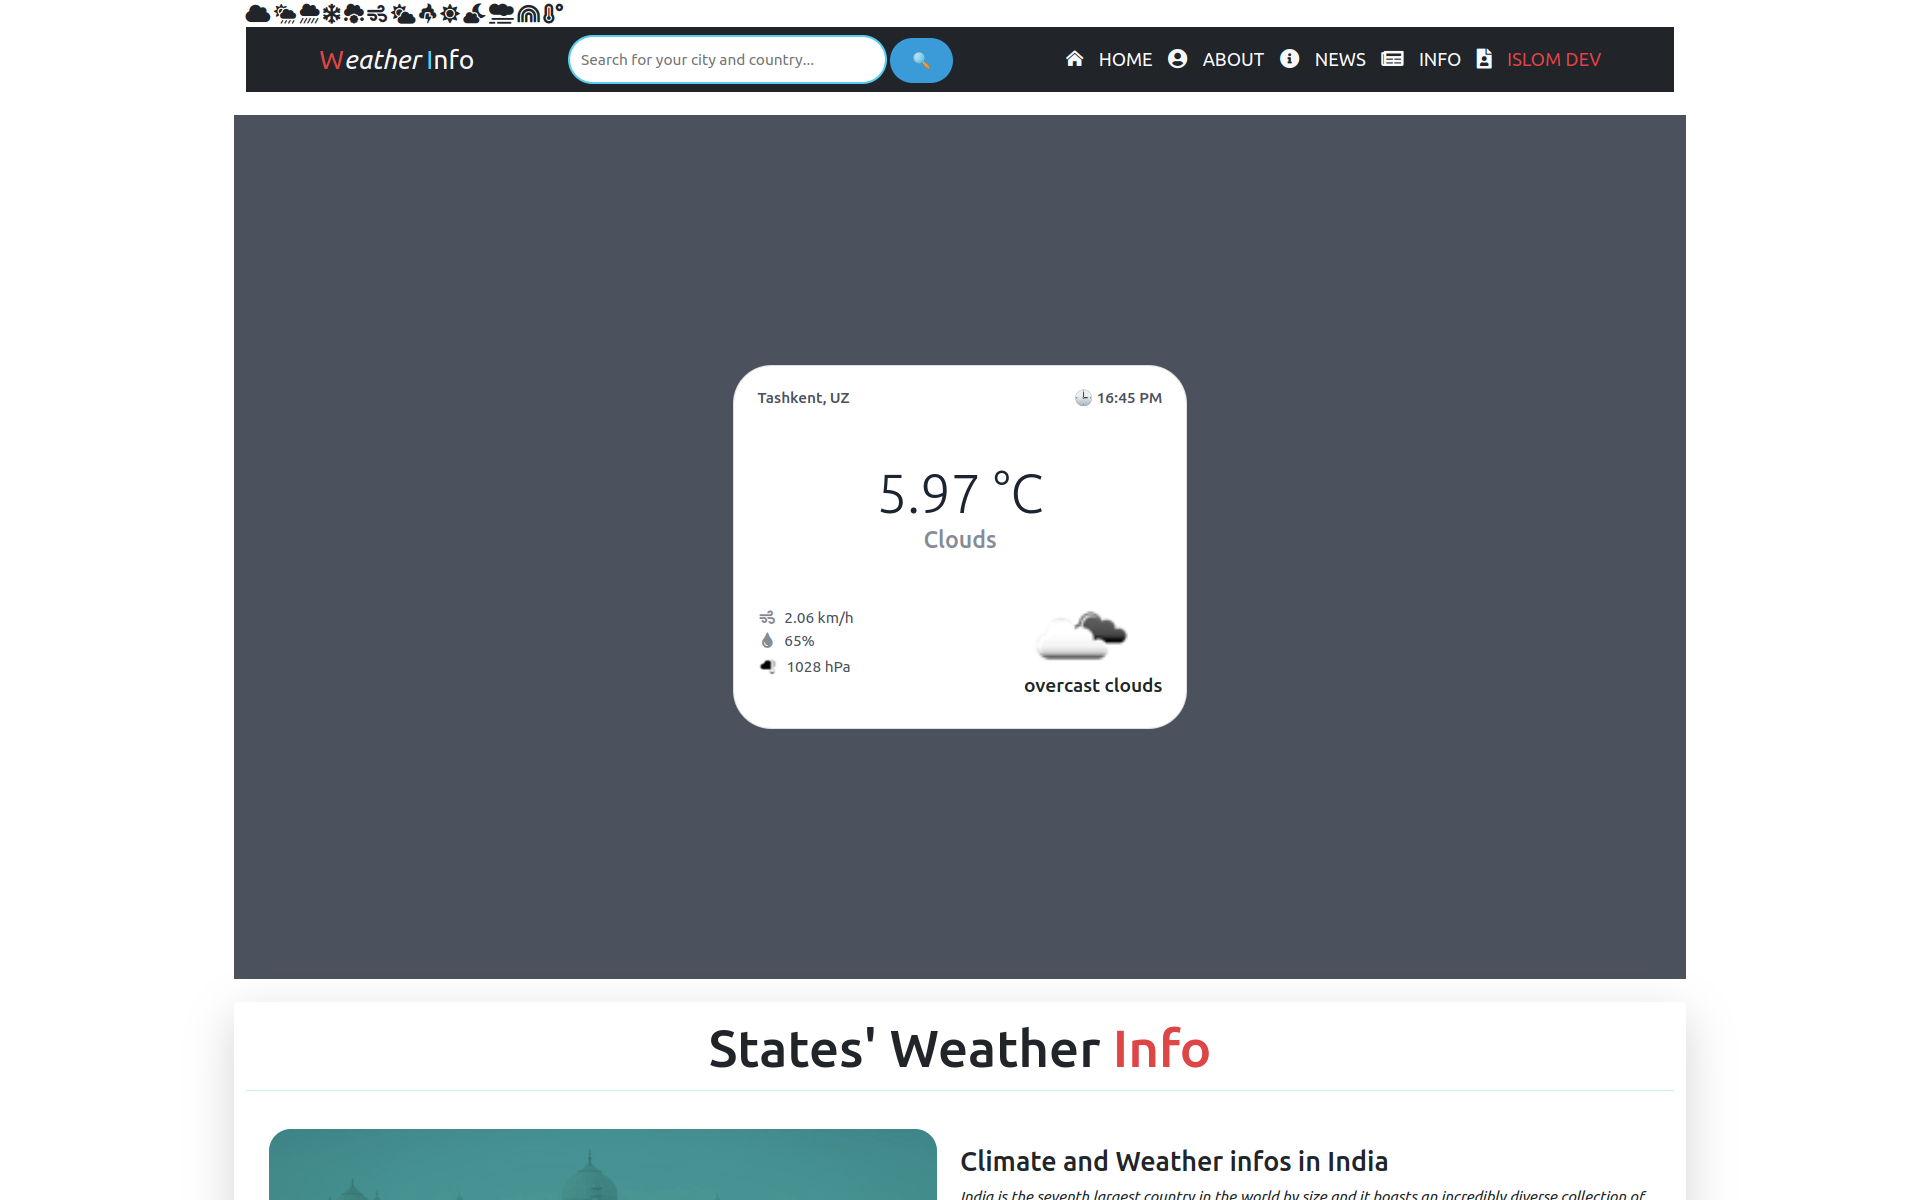 Weather Info
Search for your city and country...
HOME
ABOUT
NEWS
INFO
ISLOM DEV
Tashkent, UZ
16:45 PM
5.97 °C
Clouds
2.06 km/h
65%
1028 hPa
overcast clouds
States' Weather Info
Climate and Weather infos in India
India is the seventh largest country in the world by size and it boasts an incredibly diverse collection of